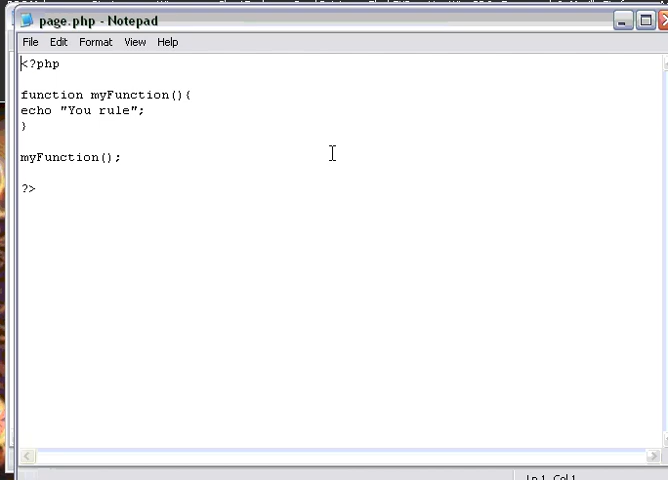 page.php - Notepad
File Edit Format View Help
<?php
function myFunction(){
echo "You rule";
}
myFunction();
?>
Ln 1, Col 1